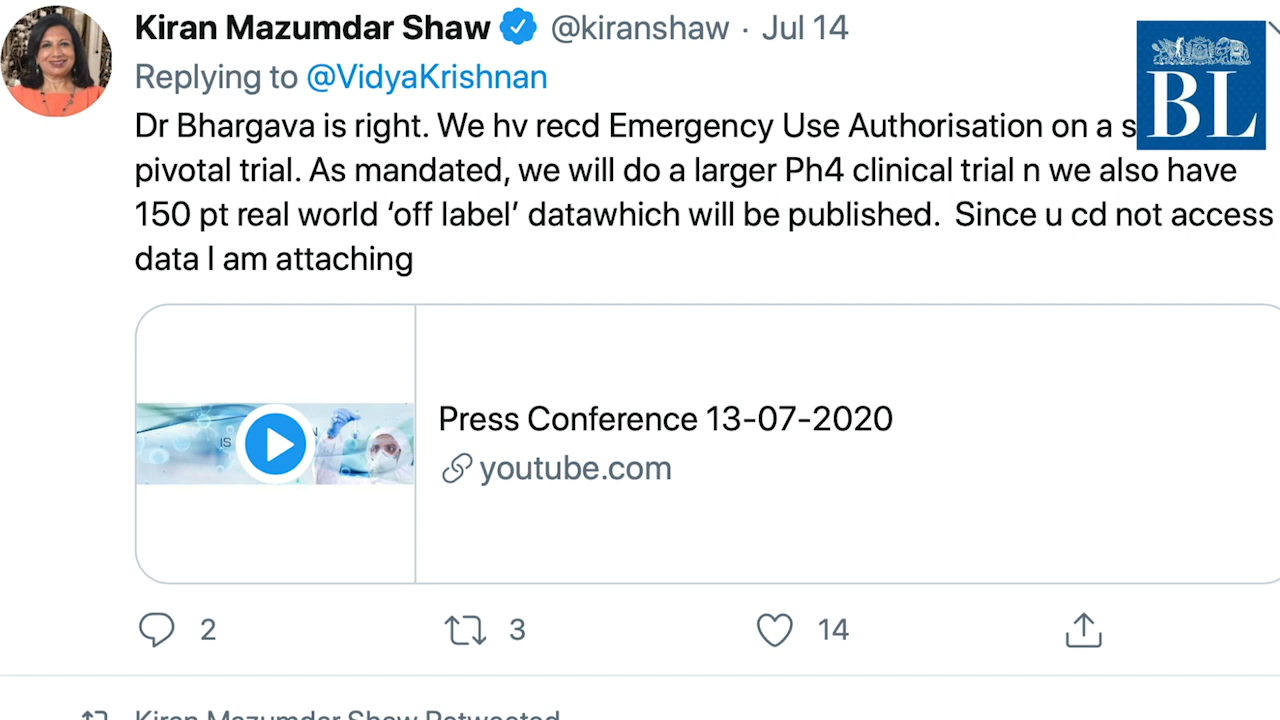 Kiran Mazumdar Shaw @kiranshaw · Jul 14
BL
Replying to @VidyaKrishnan
Dr Bhargava is right. We hv recd Emergency Use Authorisation on a s
pivotal trial. As mandated, we will do a larger Ph4 clinical trial n we also have
150 pt real world ‘off label’ datawhich will be published. Since u cd not access
data I am attaching
IS N
Press Conference 13-07-2020
youtube.com
2 3 14
Kiran Mazumdar Shaw Retweeted